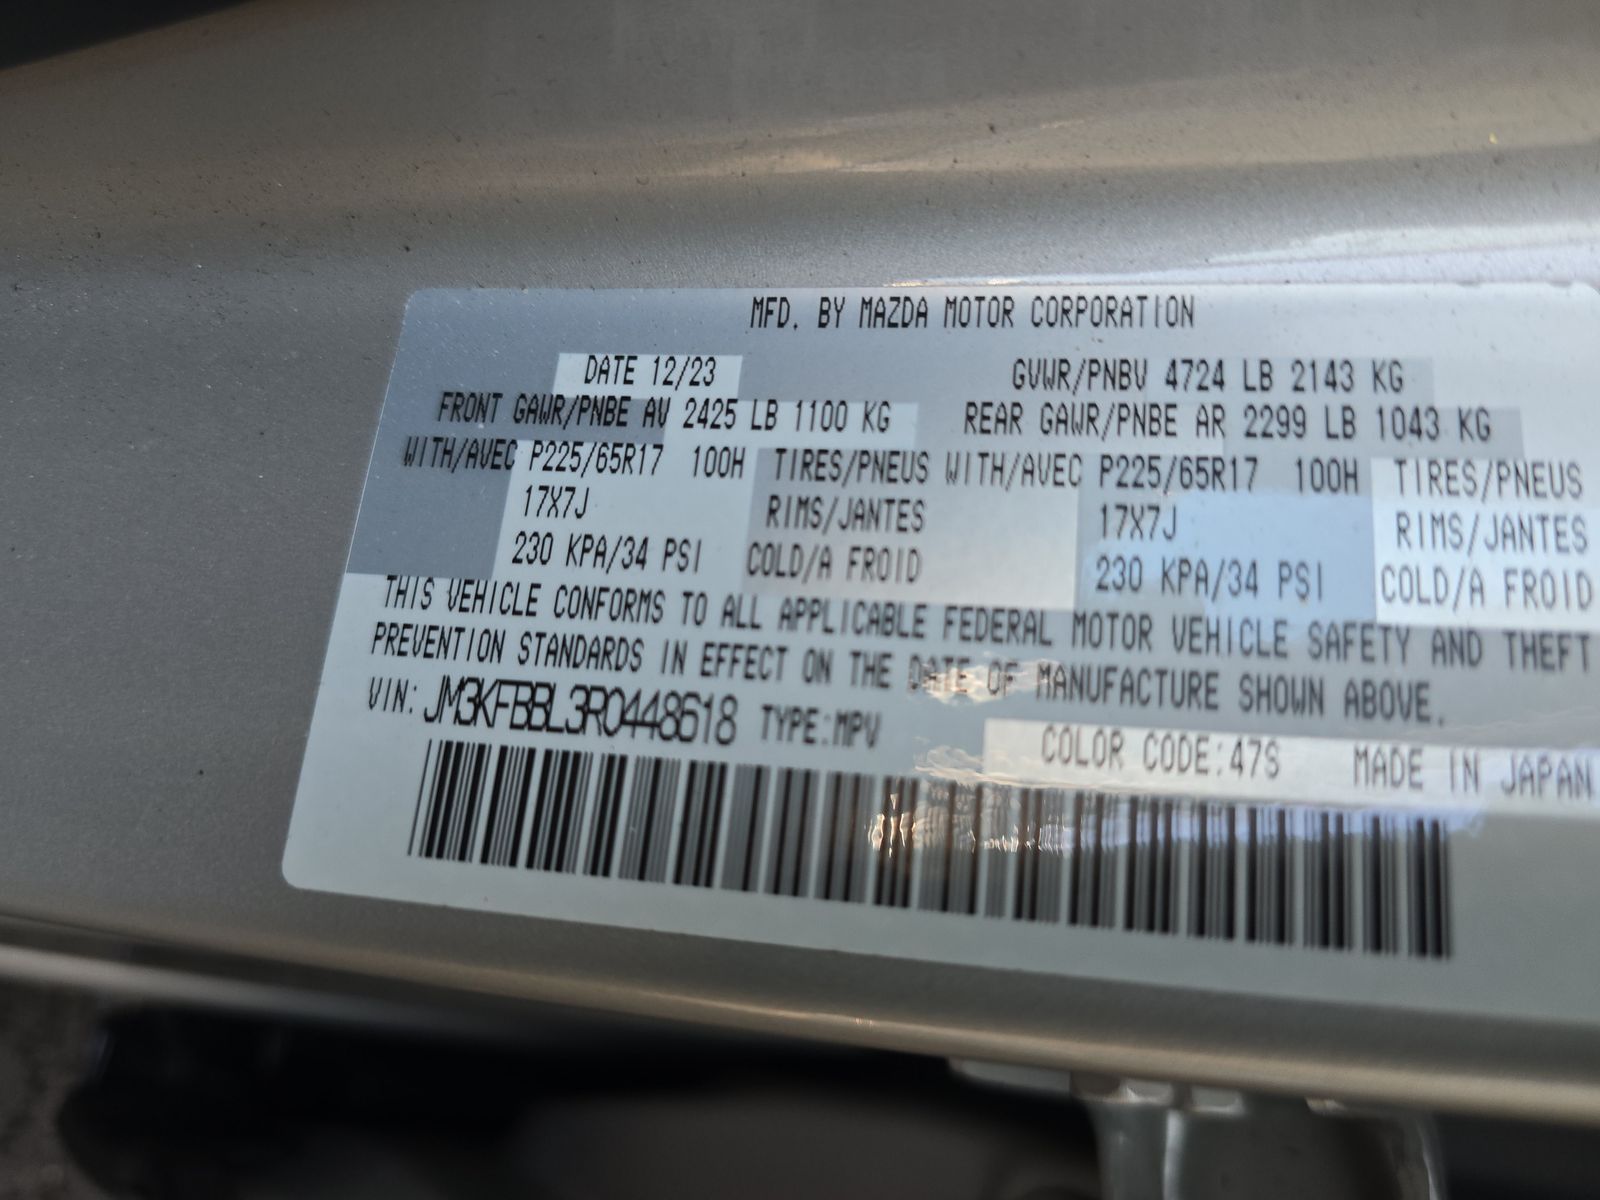 MFD. BY MAZDA MOTOR CORPORATION
DATE 12/23 GVWR/PNBV 4724 LB 2143 KG
FRONT GAWR/PNBE AV 2425 LB 1100 KG REAR GAWR/PNBE AR 2299 LB 1043 KG
WITH/AVEC P225/65R17 100H TIRES/PNEUS WITH/AVEC P225/65R17 100H TIRES/PNEUS
17X7J RIMS/JANTES 17X7J RIMS/JANTES
230 KPA/34 PSI COLD/A FROID 230 KPA/34 PSI COLD/A FROID
THIS VEHICLE CONFORMS TO ALL APPLICABLE FEDERAL MOTOR VEHICLE SAFETY AND THEFT
PREVENTION STANDARDS IN EFFECT ON THE DATE OF MANUFACTURE SHOWN ABOVE.
VIN: JM3KFBBL3R0448618 TYPE:MPV COLOR CODE:47S MADE IN JAPAN